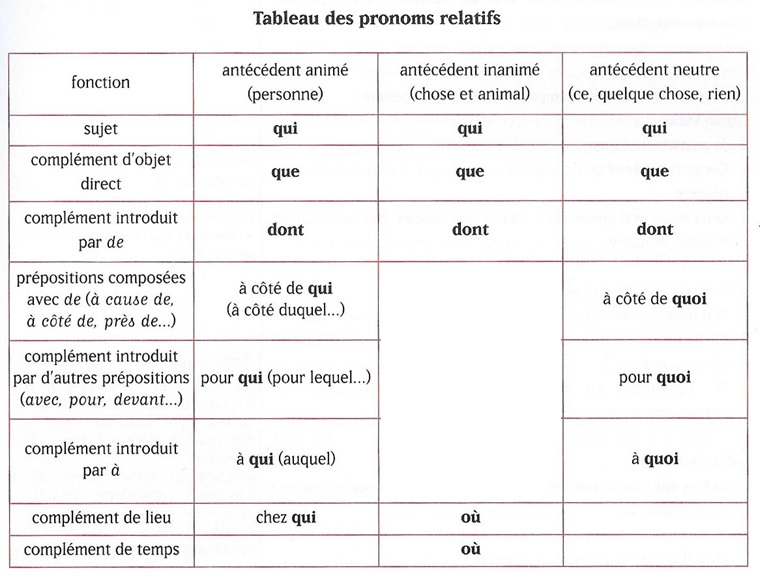 Tableau des pronoms relatifs
fonction
antécédent animé
(personne)
antécédent inanimé
(chose et animal)
antécédent neutre
(ce, quelque chose, rien)
sujet
qui
qui
qui
complément d'objet
direct
que
que
que
complément introduit
par de
dont
dont
dont
prépositions composées
avec de (à cause de,
à côté de, près de...)
à côté de qui
(à côté duquel...)
à côté de quoi
complément introduit
par d'autres prépositions
(avec, pour, devant...)
pour qui (pour lequel...)
pour quoi
complément introduit
par à
à qui (auquel)
à quoi
complément de lieu
chez qui
où
complément de temps
où